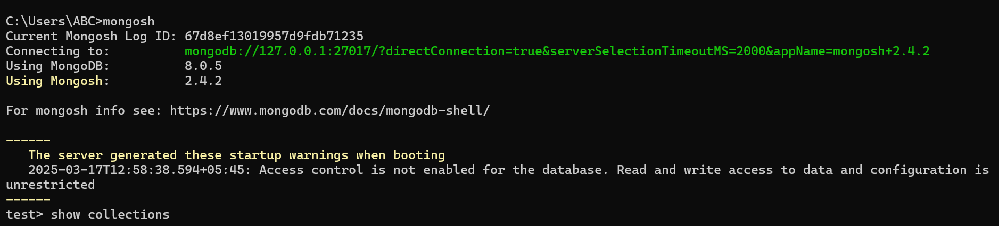 C:\Users\ABC>mongosh
Current Mongosh Log ID: 67d8ef13019957d9fdb71235
Connecting to:          mongodb://127.0.0.1:27017/?directConnection=true&serverSelectionTimeoutMS=2000&appName=mongosh+2.4.2
Using MongoDB:          8.0.5
Using Mongosh:          2.4.2
For mongosh info see: https://www.mongodb.com/docs/mongodb-shell/
------
   The server generated these startup warnings when booting
   2025-03-17T12:58:38.594+05:45: Access control is not enabled for the database. Read and write access to data and configuration is
unrestricted
------
test> show collections